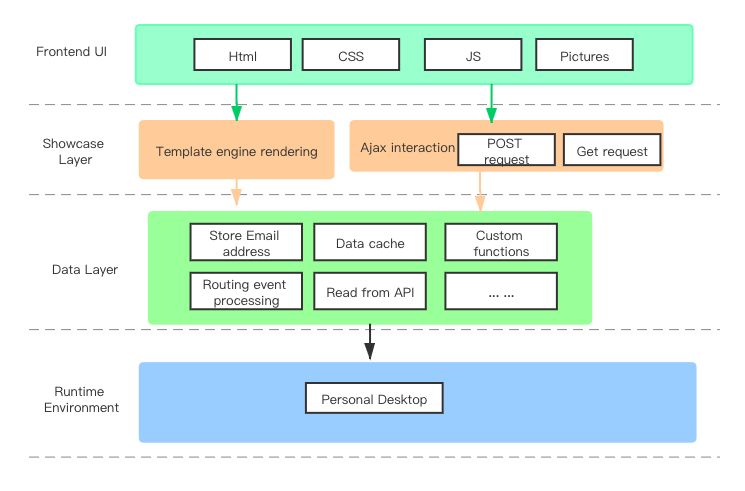 Frontend UI
Html
CSS
JS
Pictures
Showcase
Layer
Template engine rendering
Ajax interaction
POST
request
Get request
Data Layer
Store Email
address
Data cache
Custom
functions
Routing event
processing
Read from API
... ...
Runtime
Environment
Personal Desktop